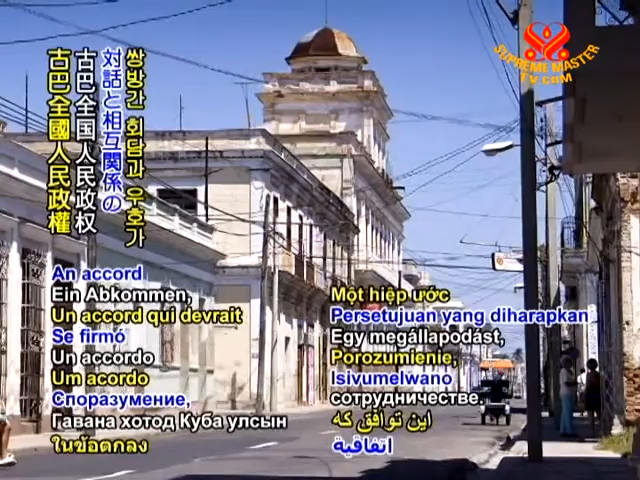 SUPREME MASTER
TV.COM
쌍방간 회담과 우호가
対話と相互関係の
古巴全国人民政权
古巴全國人民政權
An accord
Ein Abkommen,
Un accord qui devrait
Se firmó
Un accordo
Um acordo
Споразумение,
Гавана хотод Куба улсын
ในข้อตกลง
Một hiệp ước
Persetujuan yang diharapkan
Egy megállapodást,
Porozumienie,
Isivumelwano
сотрудничестве.
این توافق که
اتفاقية